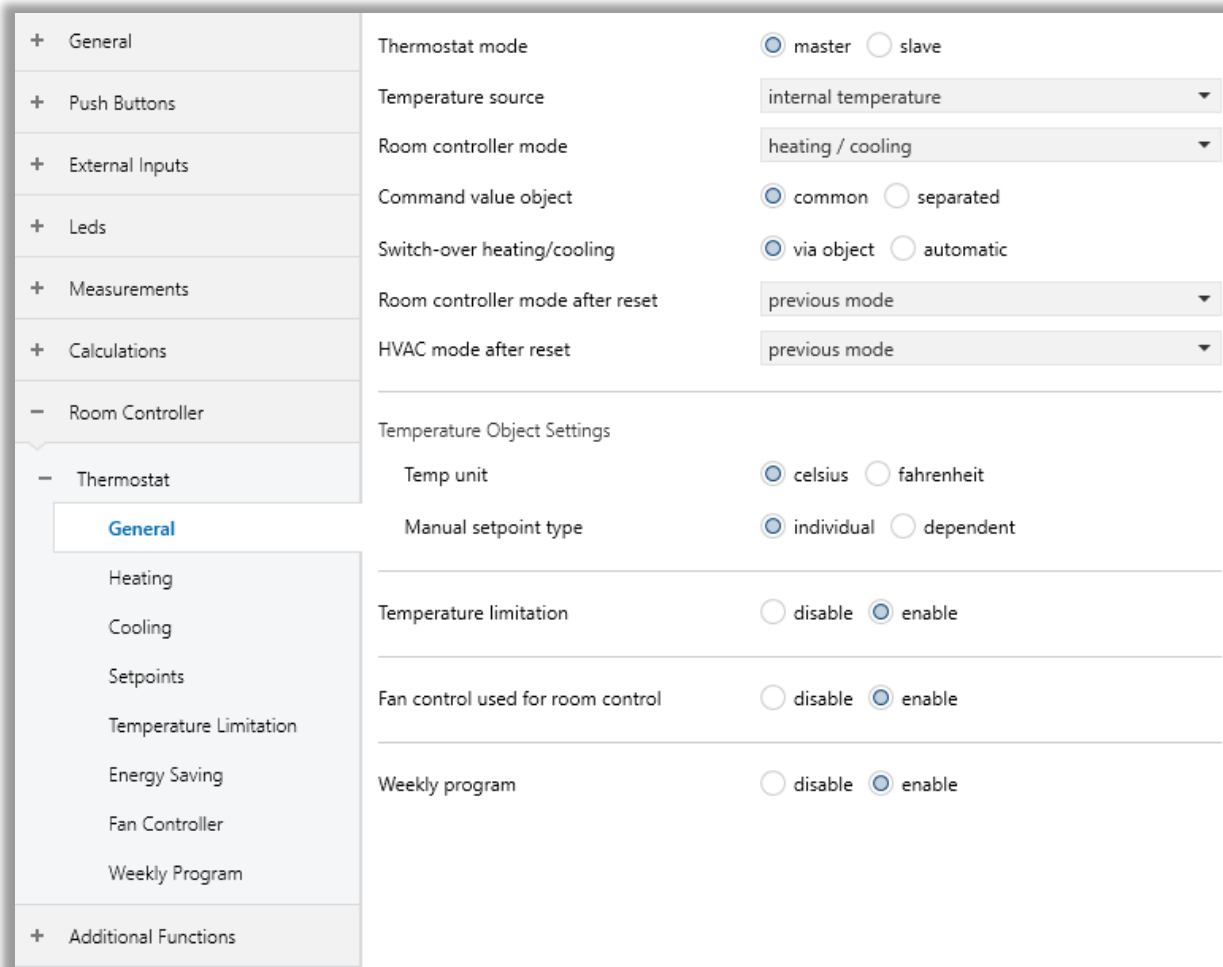 + General
+ Push Buttons
+ External Inputs
+ Leds
+ Measurements
+ Calculations
− Room Controller
− Thermostat
General
Heating
Cooling
Setpoints
Temperature Limitation
Energy Saving
Fan Controller
Weekly Program
+ Additional Functions
Thermostat mode master slave
Temperature source internal temperature
Room controller mode heating / cooling
Command value object common separated
Switch-over heating/cooling via object automatic
Room controller mode after reset previous mode
HVAC mode after reset previous mode
Temperature Object Settings
Temp unit celsius fahrenheit
Manual setpoint type individual dependent
Temperature limitation disable enable
Fan control used for room control disable enable
Weekly program disable enable